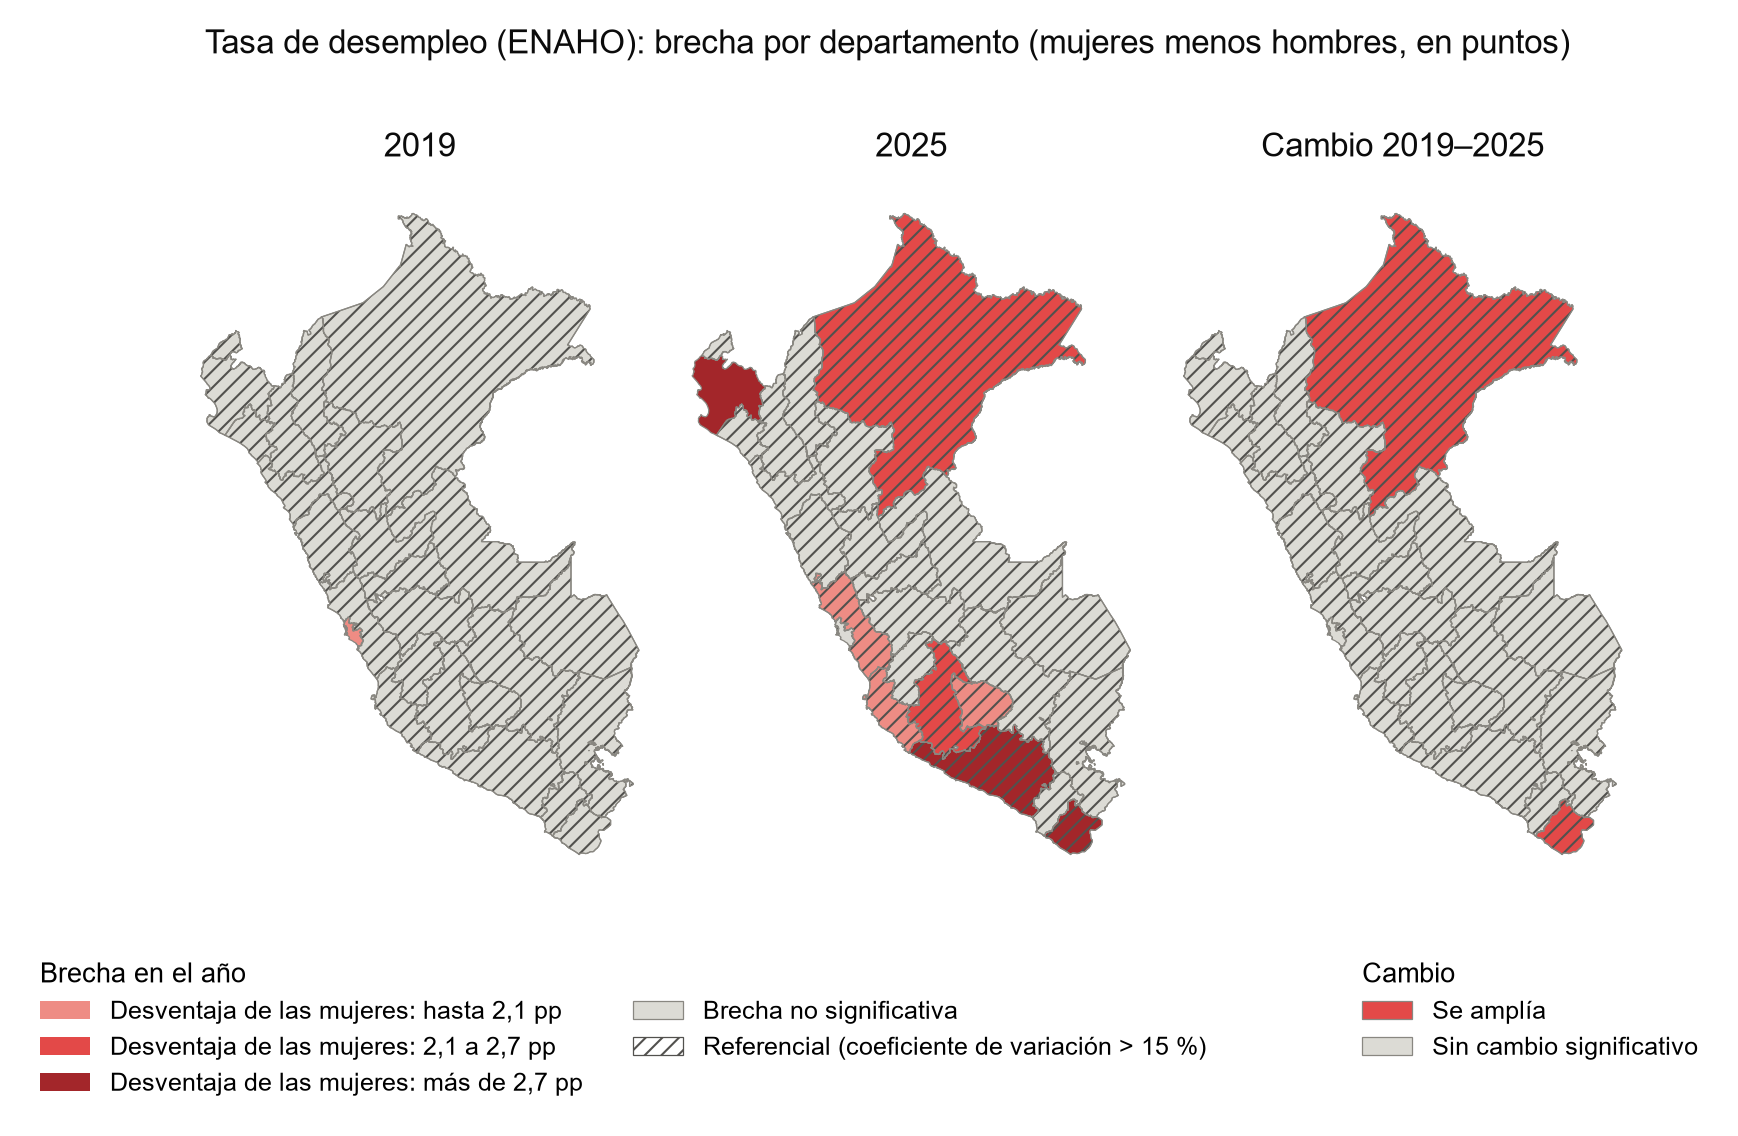 Tasa de desempleo (ENAHO): brecha por departamento (mujeres menos hombres, en puntos)
2019
2025
Cambio 2019–2025
Brecha en el año
Desventaja de las mujeres: hasta 2,1 pp
Desventaja de las mujeres: 2,1 a 2,7 pp
Desventaja de las mujeres: más de 2,7 pp
Brecha no significativa
Referencial (coeficiente de variación > 15 %)
Cambio
Se amplía
Sin cambio significativo